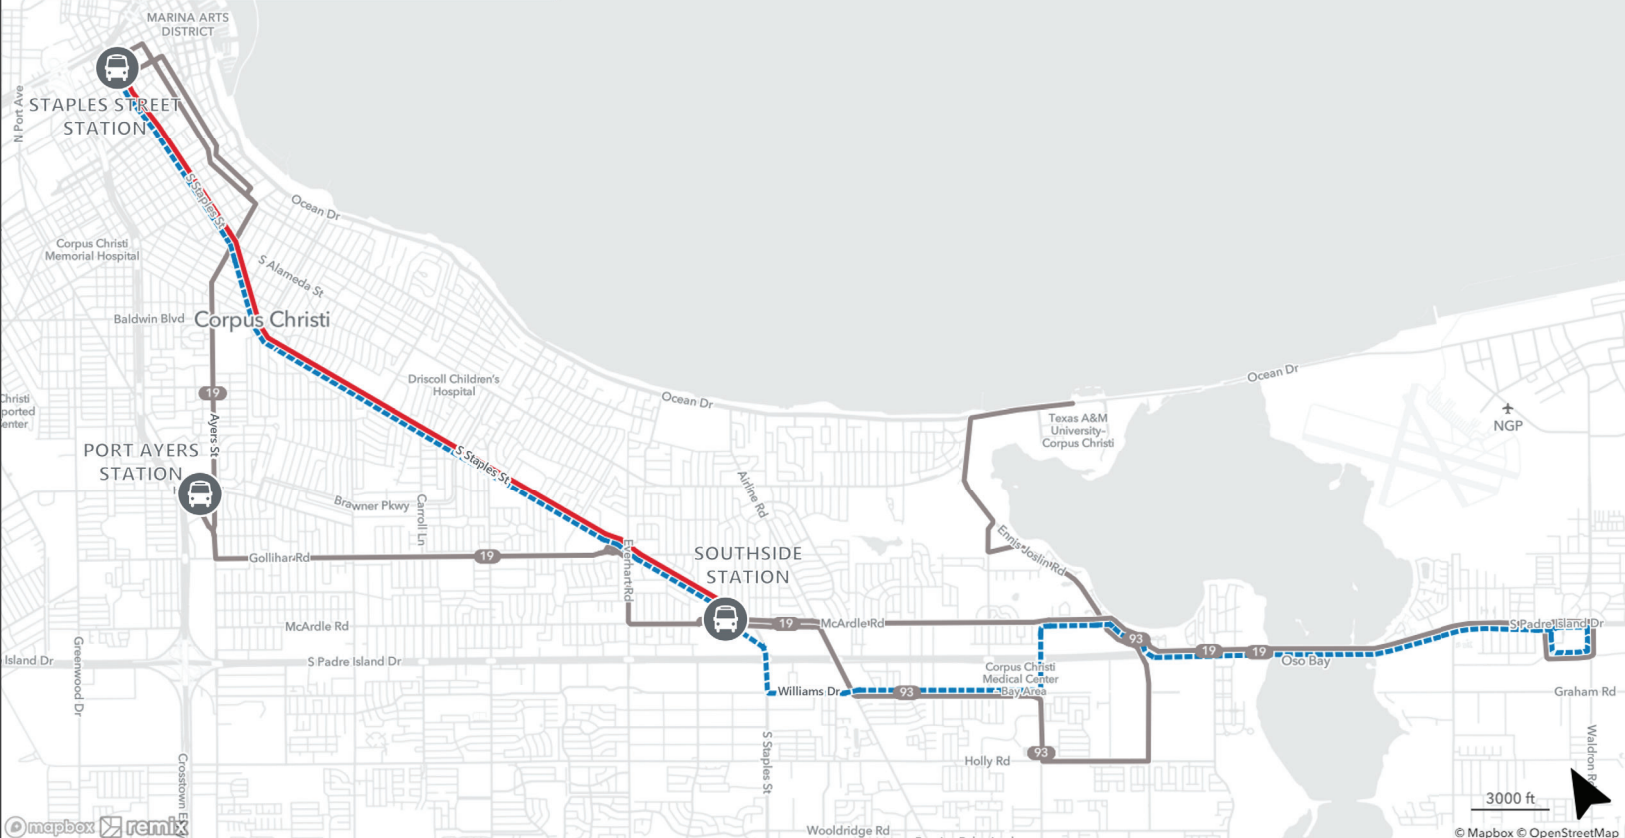 MARINA ARTS
DISTRICT
N Port Ave
STAPLES STREET
STATION
S Staples St
Ocean Dr
Corpus Christi
Memorial Hospital
S Alameda St
Baldwin Blvd
Corpus Christi
Driscoll Children's
Hospital
Ocean Dr
Ocean Dr
19
Christi
ported
enter
Ayers St
Texas A&M
University-
Corpus Christi
NGP
PORT AYERS
STATION
S Staples St
Airline Rd
Brawner Pkwy
Carroll Ln
Ennis Joslin Rd
Gollihar Rd
19
Everhart Rd
SOUTHSIDE
STATION
McArdle Rd
19
McArdle Rd
93
S Padre Island Dr
19
19
Island Dr
S Padre Island Dr
Oso Bay
Greenwood Dr
Corpus Christi
Medical Center
Bay Area
Williams Dr
93
Graham Rd
S Staples St
Holly Rd
93
Waldron R
Crosstown E
3000 ft
mapbox
remix
Wooldridge Rd
© Mapbox © OpenStreetMap